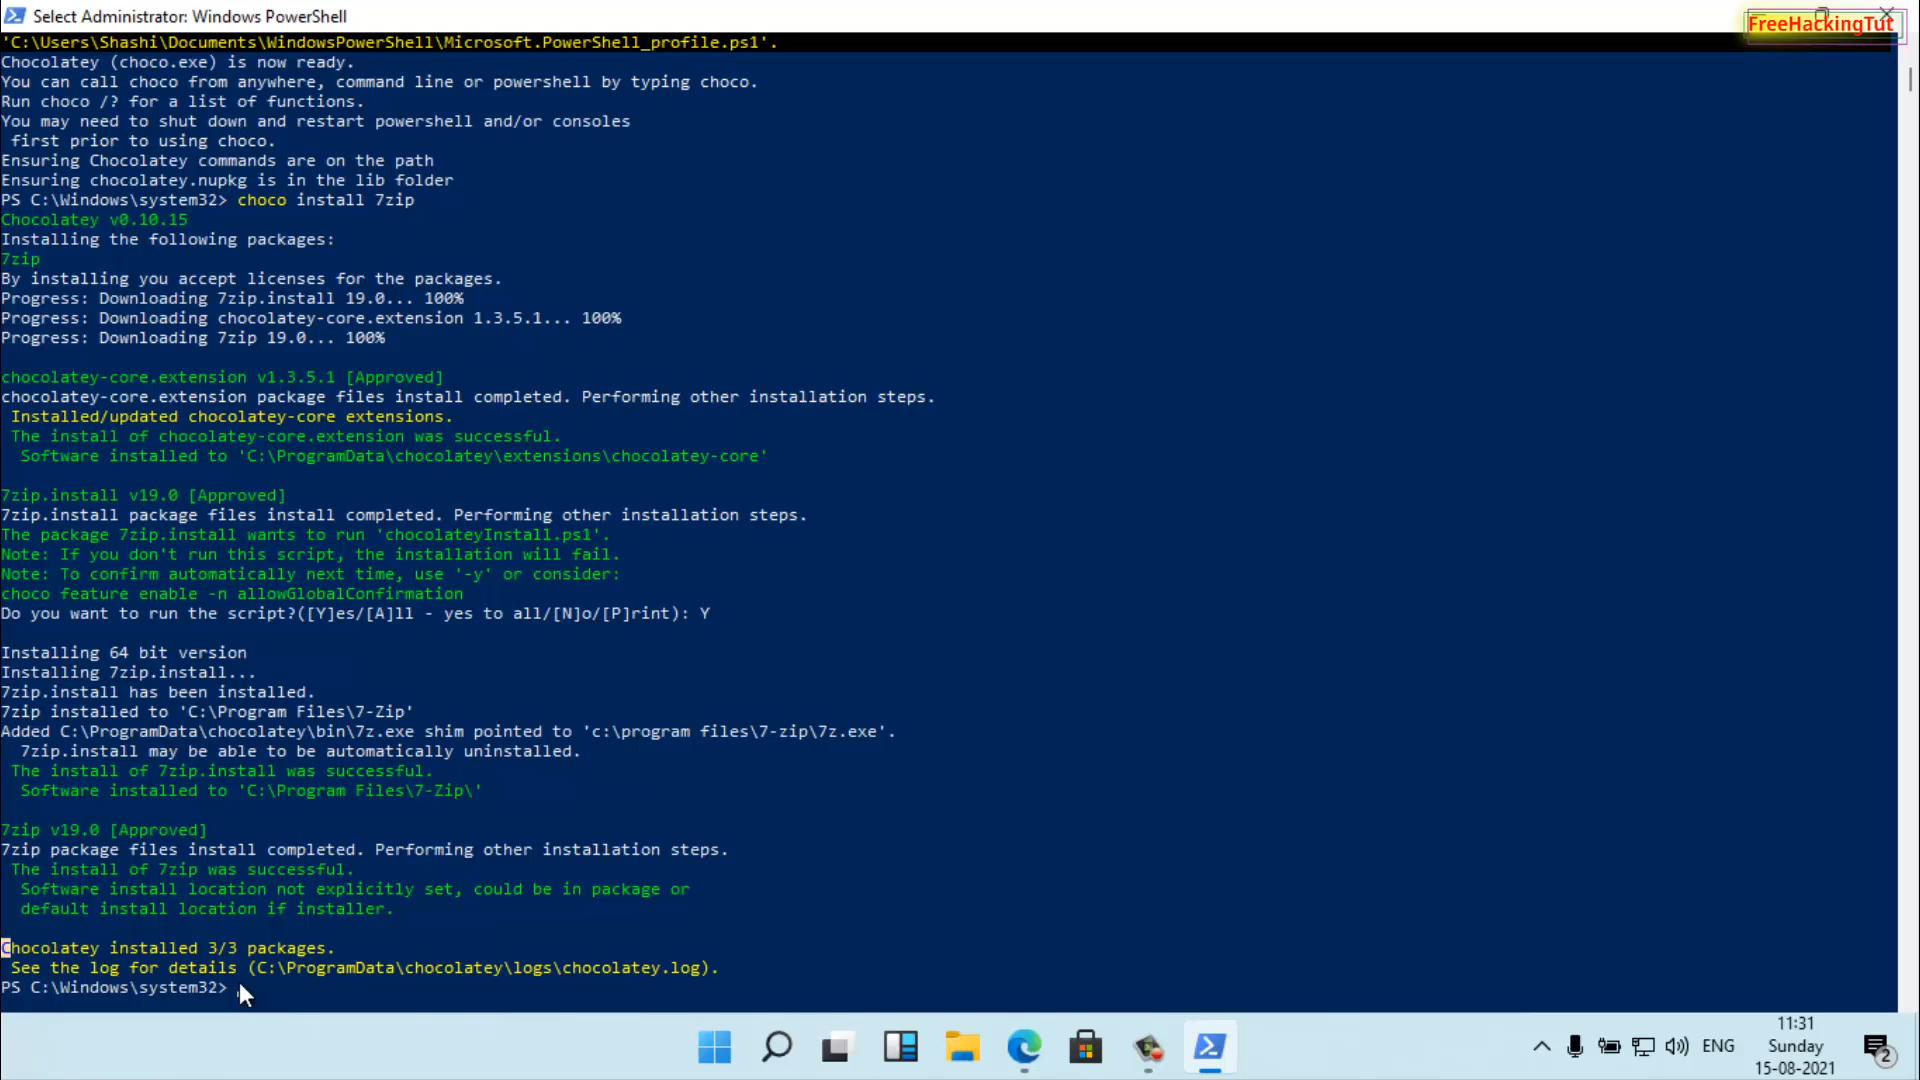 Select Administrator: Windows PowerShell
FreeHackingTut
'C:\Users\Shashi\Documents\WindowsPowerShell\Microsoft.PowerShell_profile.ps1'.
Chocolatey (choco.exe) is now ready.
You can call choco from anywhere, command line or powershell by typing choco.
Run choco /? for a list of functions.
You may need to shut down and restart powershell and/or consoles
 first prior to using choco.
Ensuring Chocolatey commands are on the path
Ensuring chocolatey.nupkg is in the lib folder
PS C:\Windows\system32> choco install 7zip
Chocolatey v0.10.15
Installing the following packages:
7zip
By installing you accept licenses for the packages.
Progress: Downloading 7zip.install 19.0... 100%
Progress: Downloading chocolatey-core.extension 1.3.5.1... 100%
Progress: Downloading 7zip 19.0... 100%
chocolatey-core.extension v1.3.5.1 [Approved]
chocolatey-core.extension package files install completed. Performing other installation steps.
 Installed/updated chocolatey-core extensions.
 The install of chocolatey-core.extension was successful.
  Software installed to 'C:\ProgramData\chocolatey\extensions\chocolatey-core'
7zip.install v19.0 [Approved]
7zip.install package files install completed. Performing other installation steps.
The package 7zip.install wants to run 'chocolateyInstall.ps1'.
Note: If you don't run this script, the installation will fail.
Note: To confirm automatically next time, use '-y' or consider:
choco feature enable -n allowGlobalConfirmation
Do you want to run the script?([Y]es/[A]ll - yes to all/[N]o/[P]rint): Y
Installing 64 bit version
Installing 7zip.install...
7zip.install has been installed.
7zip installed to 'C:\Program Files\7-Zip'
Added C:\ProgramData\chocolatey\bin\7z.exe shim pointed to 'c:\program files\7-zip\7z.exe'.
  7zip.install may be able to be automatically uninstalled.
 The install of 7zip.install was successful.
  Software installed to 'C:\Program Files\7-Zip\'
7zip v19.0 [Approved]
7zip package files install completed. Performing other installation steps.
 The install of 7zip was successful.
  Software install location not explicitly set, could be in package or
  default install location if installer.
Chocolatey installed 3/3 packages.
 See the log for details (C:\ProgramData\chocolatey\logs\chocolatey.log).
PS C:\Windows\system32>
ENG
11:31
Sunday
15-08-2021
2